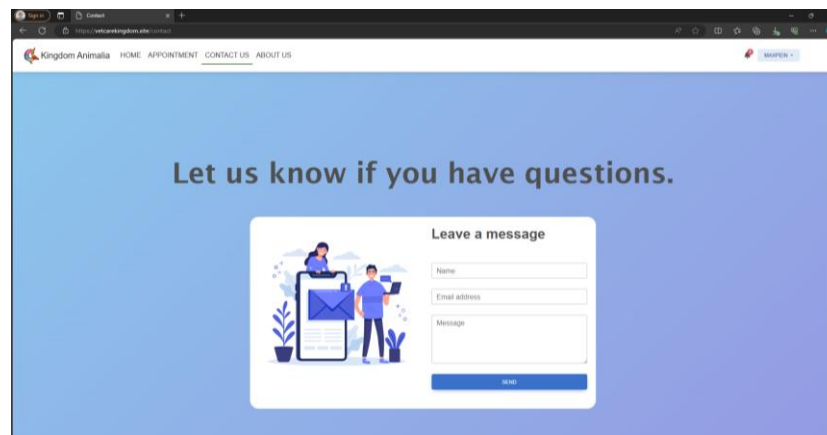 Sign in
Contact
https://vetcarekingdom.site/contact
Kingdom Animalia HOME APPOINTMENT CONTACT US ABOUT US
Let us know if you have questions.
Leave a message
Name
Email address
Message
SEND